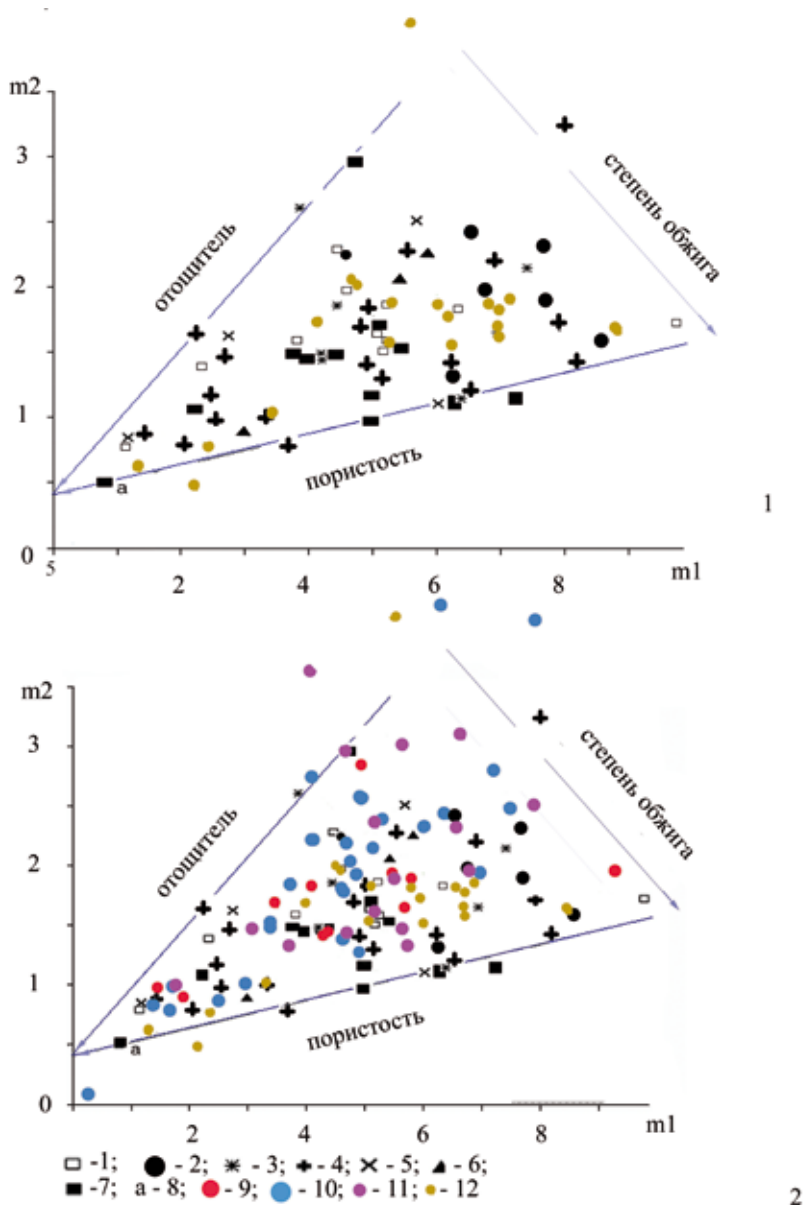 m2
3
2
1
0
5
2
4
6
8
m1
отощитель
степень обжига
пористость
a
1
m2
3
2
1
0
2
4
6
8
m1
отощитель
степень обжига
пористость
a
-1; - 2; - 3; - 4; - 5; - 6;
-7; a - 8; - 9; - 10; - 11; - 12
2